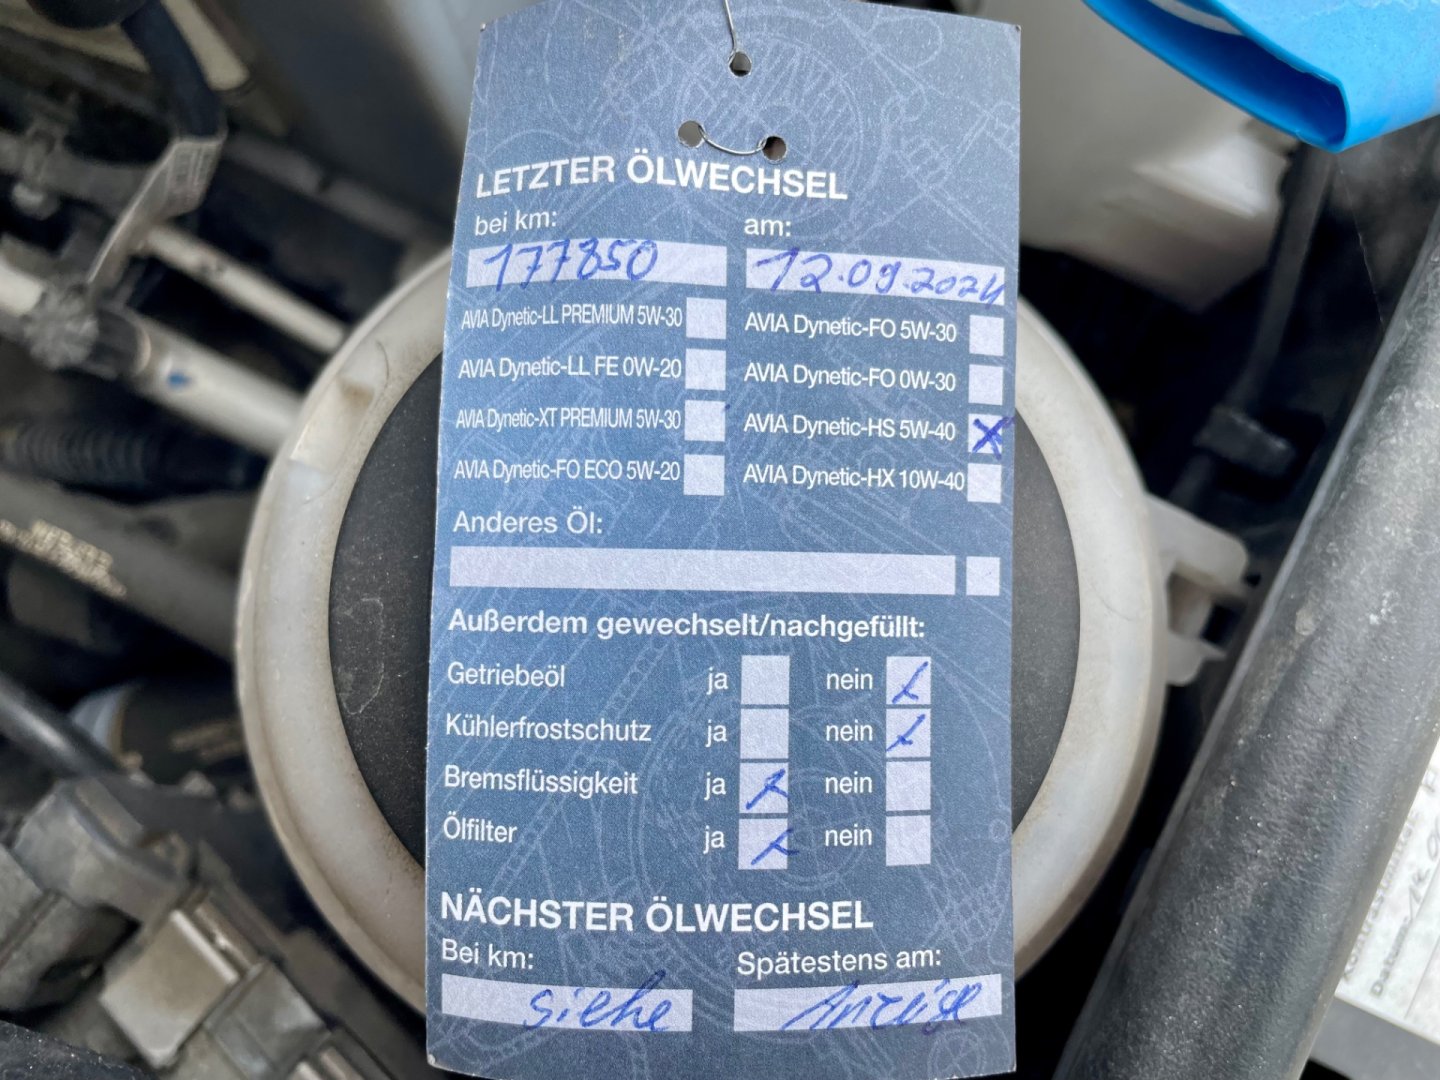 LETZTER ÖLWECHSEL
bei km: am:
177850 12.09.2024
AVIA Dynetic-LL PREMIUM 5W-30 AVIA Dynetic-FO 5W-30
AVIA Dynetic-LL FE 0W-20 AVIA Dynetic-FO 0W-30
AVIA Dynetic-XT PREMIUM 5W-30 AVIA Dynetic-HS 5W-40 X
AVIA Dynetic-FO ECO 5W-20 AVIA Dynetic-HX 10W-40
Anderes Öl:
Außerdem gewechselt/nachgefüllt:
Getriebeöl ja nein x
Kühlerfrostschutz ja nein x
Bremsflüssigkeit ja x nein
Ölfilter ja x nein
NÄCHSTER ÖLWECHSEL
Bei km: Spätestens am:
siehe Anzeige